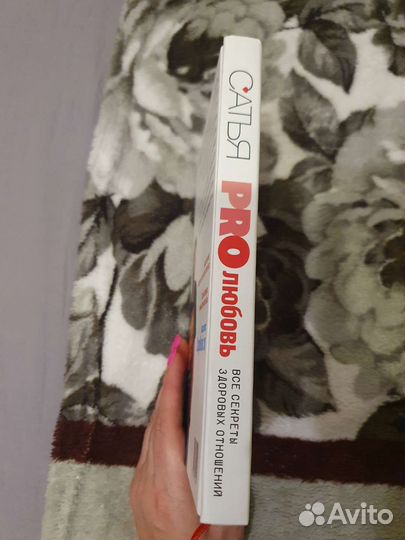 САТЬЯ
PRO ЛЮБОВЬ
ВСЕ СЕКРЕТЫ
ЗДОРОВЫХ ОТНОШЕНИЙ
Avito